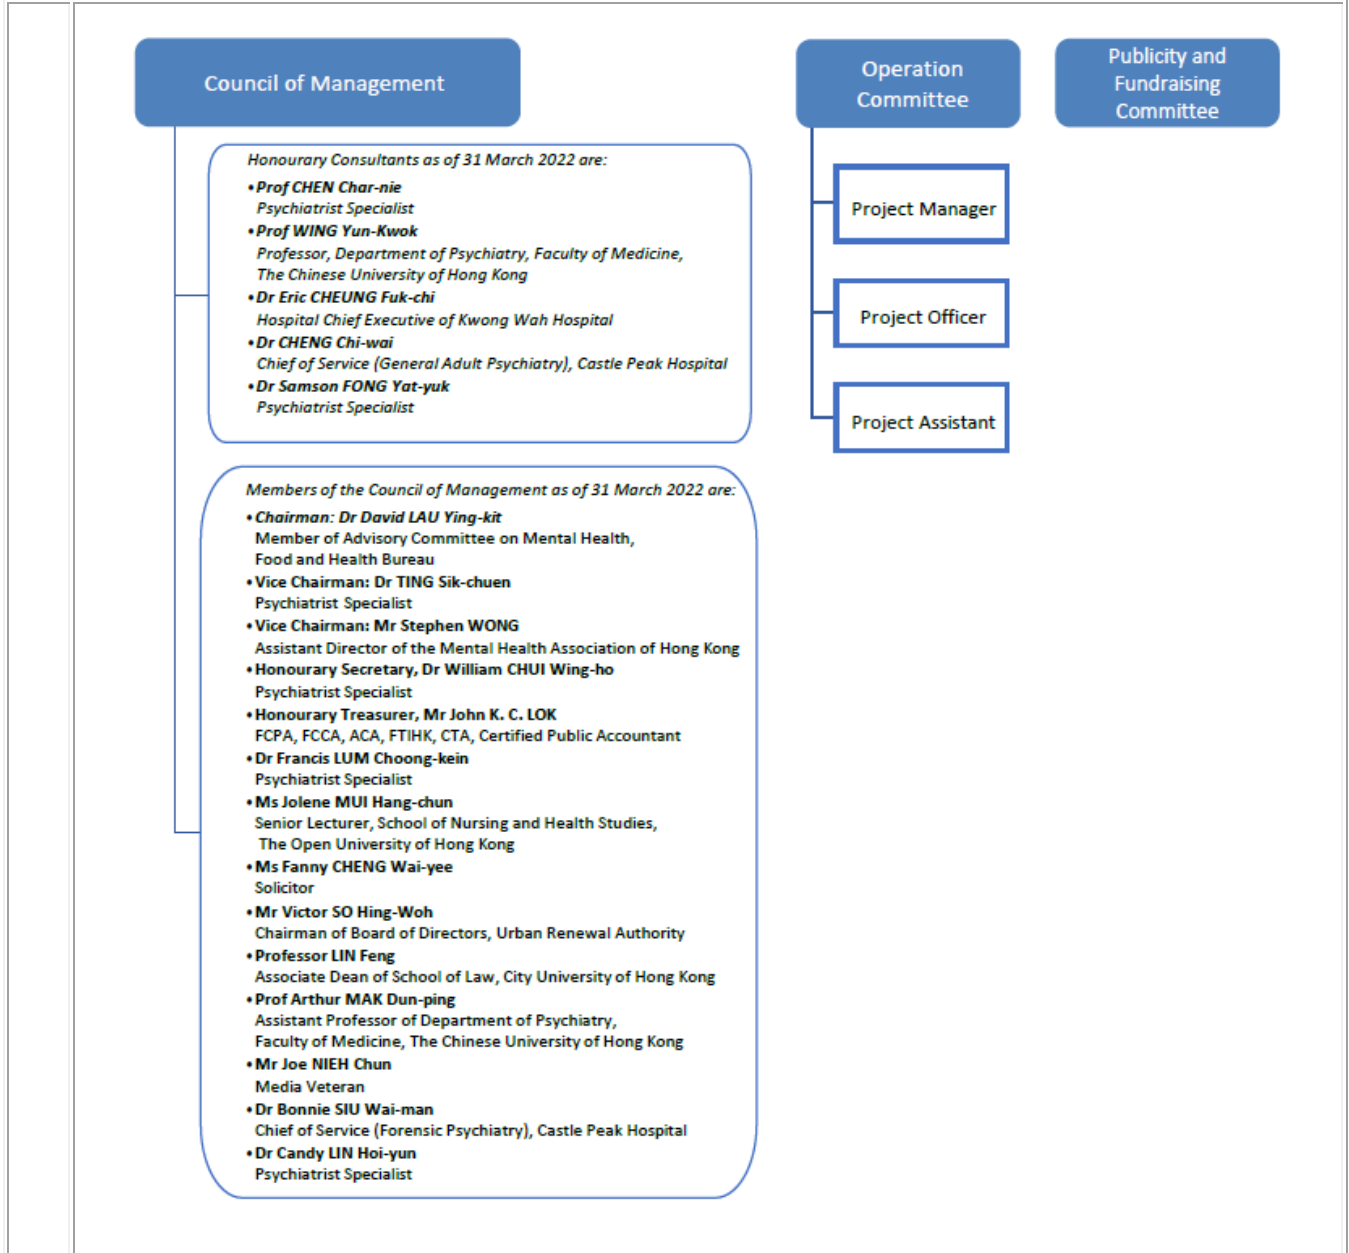 Council of Management
Honourary Consultants as of 31 March 2022 are:
•Prof CHEN Char-nie
Psychiatrist Specialist
•Prof WING Yun-Kwok
Professor, Department of Psychiatry, Faculty of Medicine,
The Chinese University of Hong Kong
•Dr Eric CHEUNG Fuk-chi
Hospital Chief Executive of Kwong Wah Hospital
•Dr CHENG Chi-wai
Chief of Service (General Adult Psychiatry), Castle Peak Hospital
•Dr Samson FONG Yat-yuk
Psychiatrist Specialist
Members of the Council of Management as of 31 March 2022 are:
•Chairman: Dr David LAU Ying-kit
Member of Advisory Committee on Mental Health,
Food and Health Bureau
•Vice Chairman: Dr TING Sik-chuen
Psychiatrist Specialist
•Vice Chairman: Mr Stephen WONG
Assistant Director of the Mental Health Association of Hong Kong
•Honourary Secretary, Dr William CHUI Wing-ho
Psychiatrist Specialist
•Honourary Treasurer, Mr John K. C. LOK
FCPA, FCCA, ACA, FTIHK, CTA, Certified Public Accountant
•Dr Francis LUM Choong-kein
Psychiatrist Specialist
•Ms Jolene MUI Hang-chun
Senior Lecturer, School of Nursing and Health Studies,
The Open University of Hong Kong
•Ms Fanny CHENG Wai-yee
Solicitor
•Mr Victor SO Hing-Woh
Chairman of Board of Directors, Urban Renewal Authority
•Professor LIN Feng
Associate Dean of School of Law, City University of Hong Kong
•Prof Arthur MAK Dun-ping
Assistant Professor of Department of Psychiatry,
Faculty of Medicine, The Chinese University of Hong Kong
•Mr Joe NIEH Chun
Media Veteran
•Dr Bonnie SIU Wai-man
Chief of Service (Forensic Psychiatry), Castle Peak Hospital
•Dr Candy LIN Hoi-yun
Psychiatrist Specialist
Operation
Committee
Project Manager
Project Officer
Project Assistant
Publicity and
Fundraising
Committee